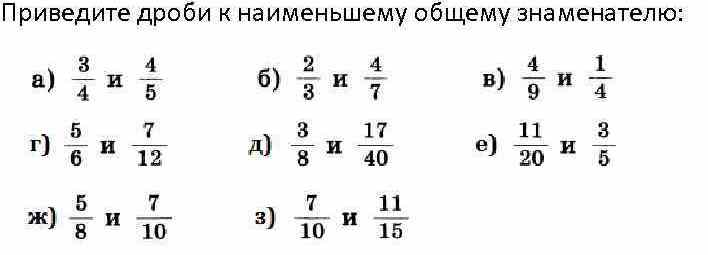 Приведите дроби к наименьшему общему знаменателю:
а) 3/4 и 4/5 б) 2/3 и 4/7 в) 4/9 и 1/4
г) 5/6 и 7/12 д) 3/8 и 17/40 е) 11/20 и 3/5
ж) 5/8 и 7/10 з) 7/10 и 11/15